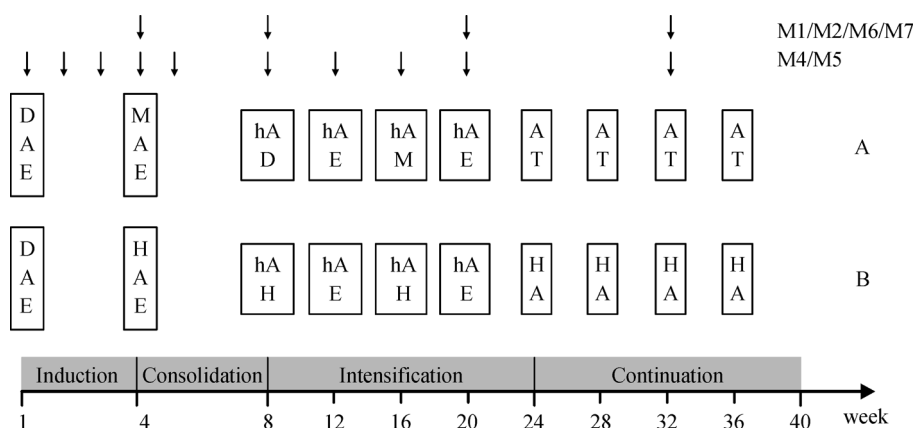 M1/M2/M6/M7
M4/M5
D A E
M A E
hA D
hA E
hA M
hA E
A T
A T
A T
A T
A
D A E
H A E
hA H
hA E
hA H
hA E
H A
H A
H A
H A
B
Induction Consolidation Intensification Continuation
1 4 8 12 16 20 24 28 32 36 40 week